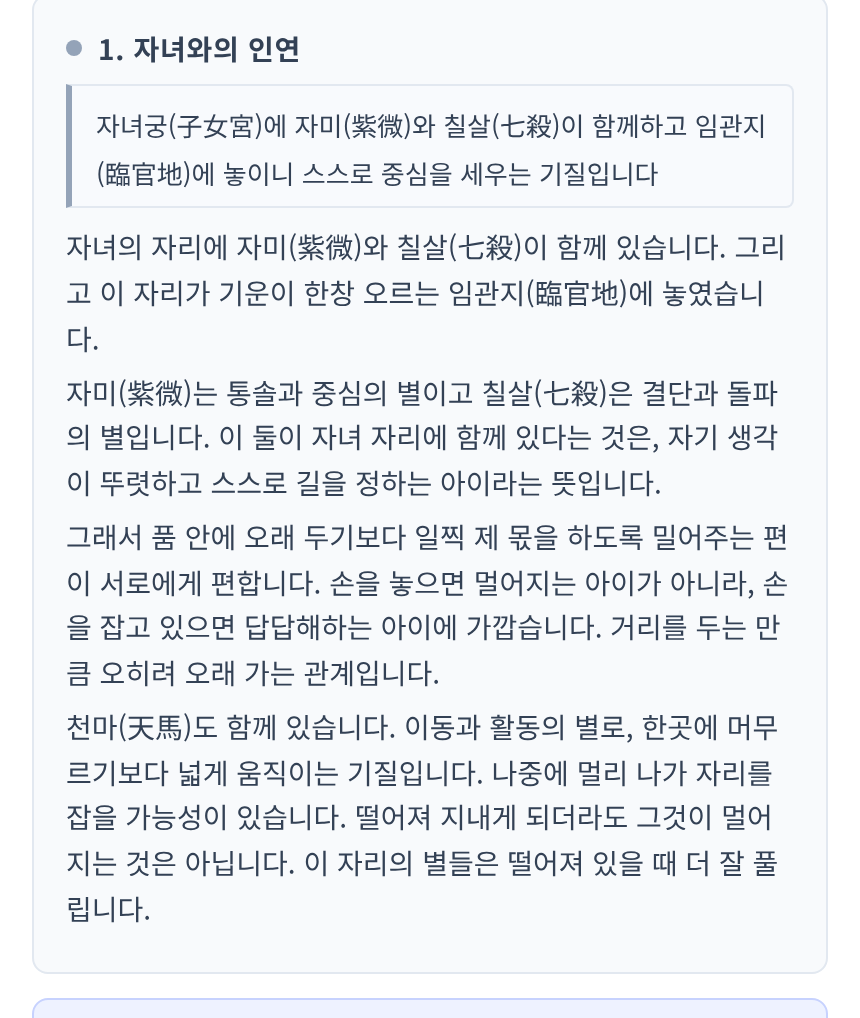 1. 자녀와의 인연
자녀궁(子女宮)에 자미(紫微)와 칠살(七殺)이 함께하고 임관지
(臨官地)에 놓이니 스스로 중심을 세우는 기질입니다
자녀의 자리에 자미(紫微)와 칠살(七殺)이 함께 있습니다. 그리
고 이 자리가 기운이 한창 오르는 임관지(臨官地)에 놓였습니
다.
자미(紫微)는 통솔과 중심의 별이고 칠살(七殺)은 결단과 돌파
의 별입니다. 이 둘이 자녀 자리에 함께 있다는 것은, 자기 생각
이 뚜렷하고 스스로 길을 정하는 아이라는 뜻입니다.
그래서 품 안에 오래 두기보다 일찍 제 몫을 하도록 밀어주는 편
이 서로에게 편합니다. 손을 놓으면 멀어지는 아이가 아니라, 손
을 잡고 있으면 답답해하는 아이에 가깝습니다. 거리를 두는 만
큼 오히려 오래 가는 관계입니다.
천마(天馬)도 함께 있습니다. 이동과 활동의 별로, 한곳에 머무
르기보다 넓게 움직이는 기질입니다. 나중에 멀리 나가 자리를
잡을 가능성이 있습니다. 떨어져 지내게 되더라도 그것이 멀어
지는 것은 아닙니다. 이 자리의 별들은 떨어져 있을 때 더 잘 풀
립니다.